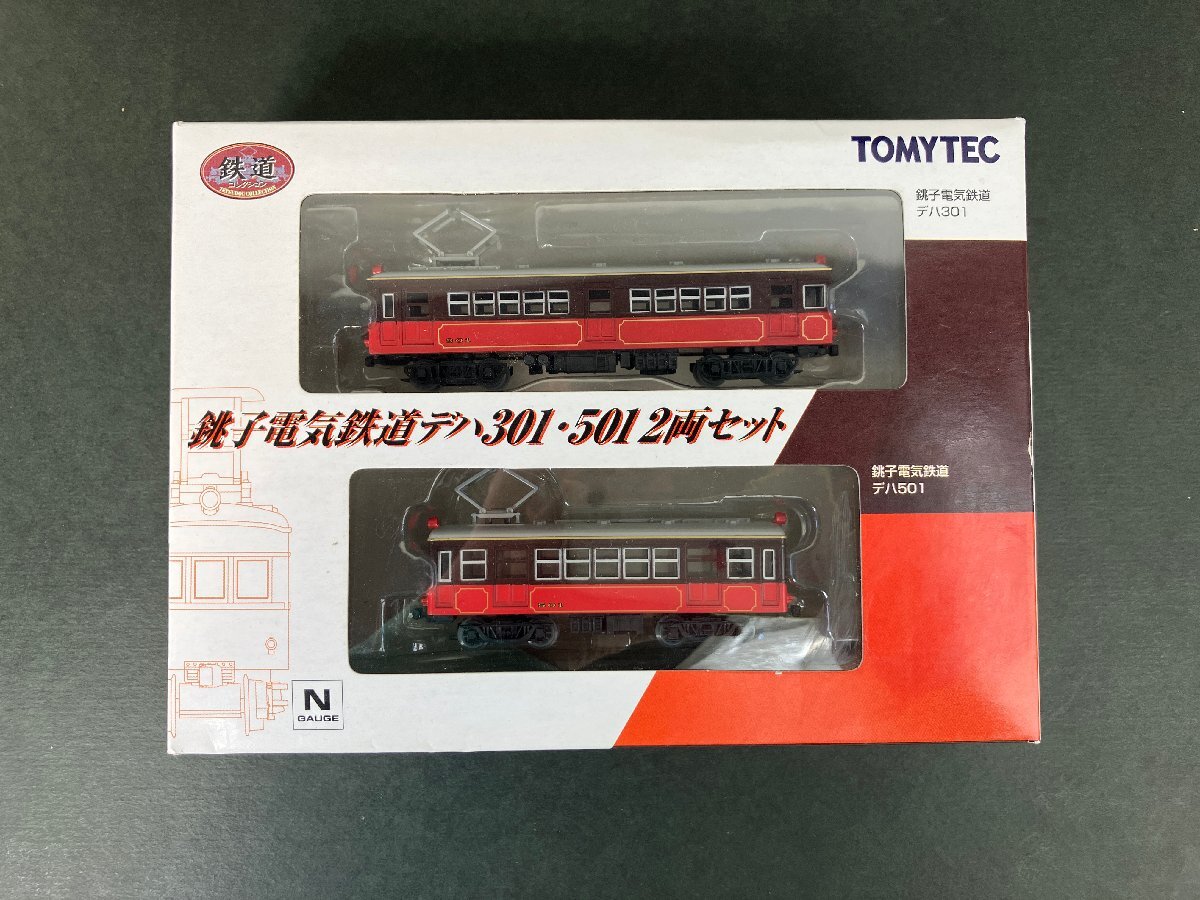 鉄道
コレクション
TETSUDOU COLLECTION
TOMYTEC
銚子電気鉄道
デハ301
銚子電気鉄道デハ301・501 2両セット
銚子電気鉄道
デハ501
N
GAUGE